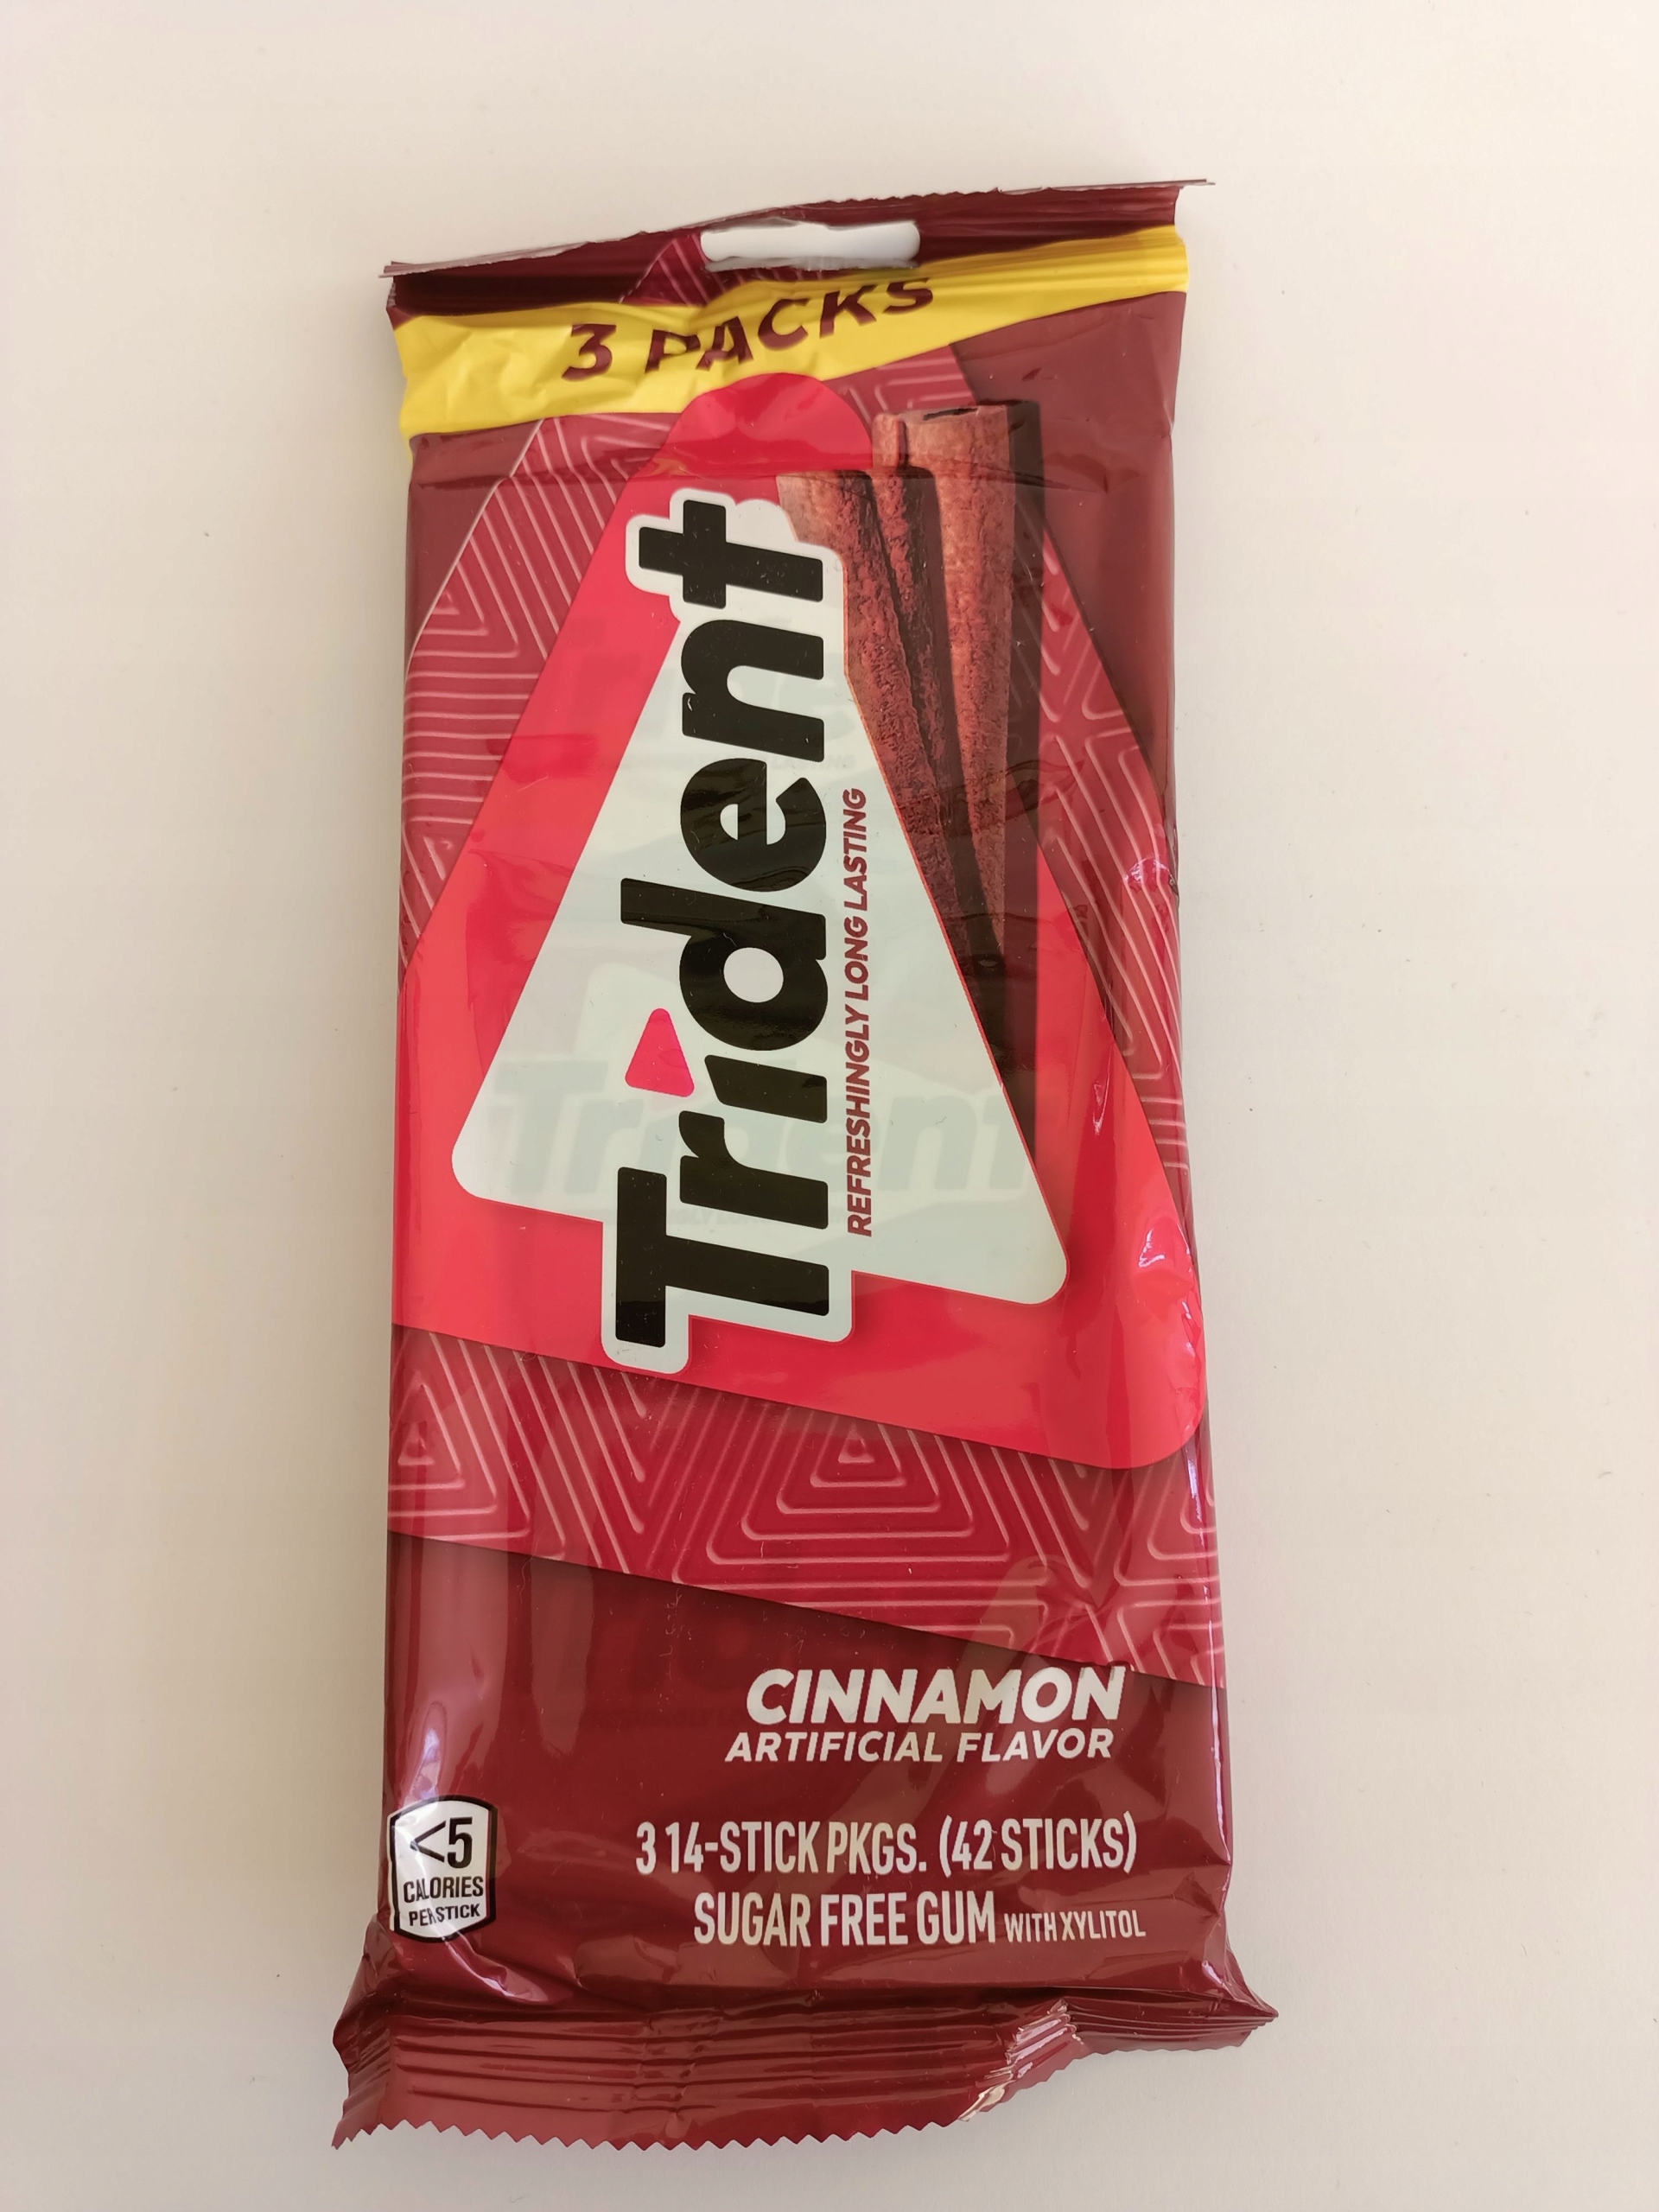 3 PACKS
Trident
REFRESHINGLY LONG LASTING
CINNAMON
ARTIFICIAL FLAVOR
3 14-STICK PKGS. (42 STICKS)
SUGAR FREE GUM WITH XYLITOL
<5
CALORIES
PER STICK